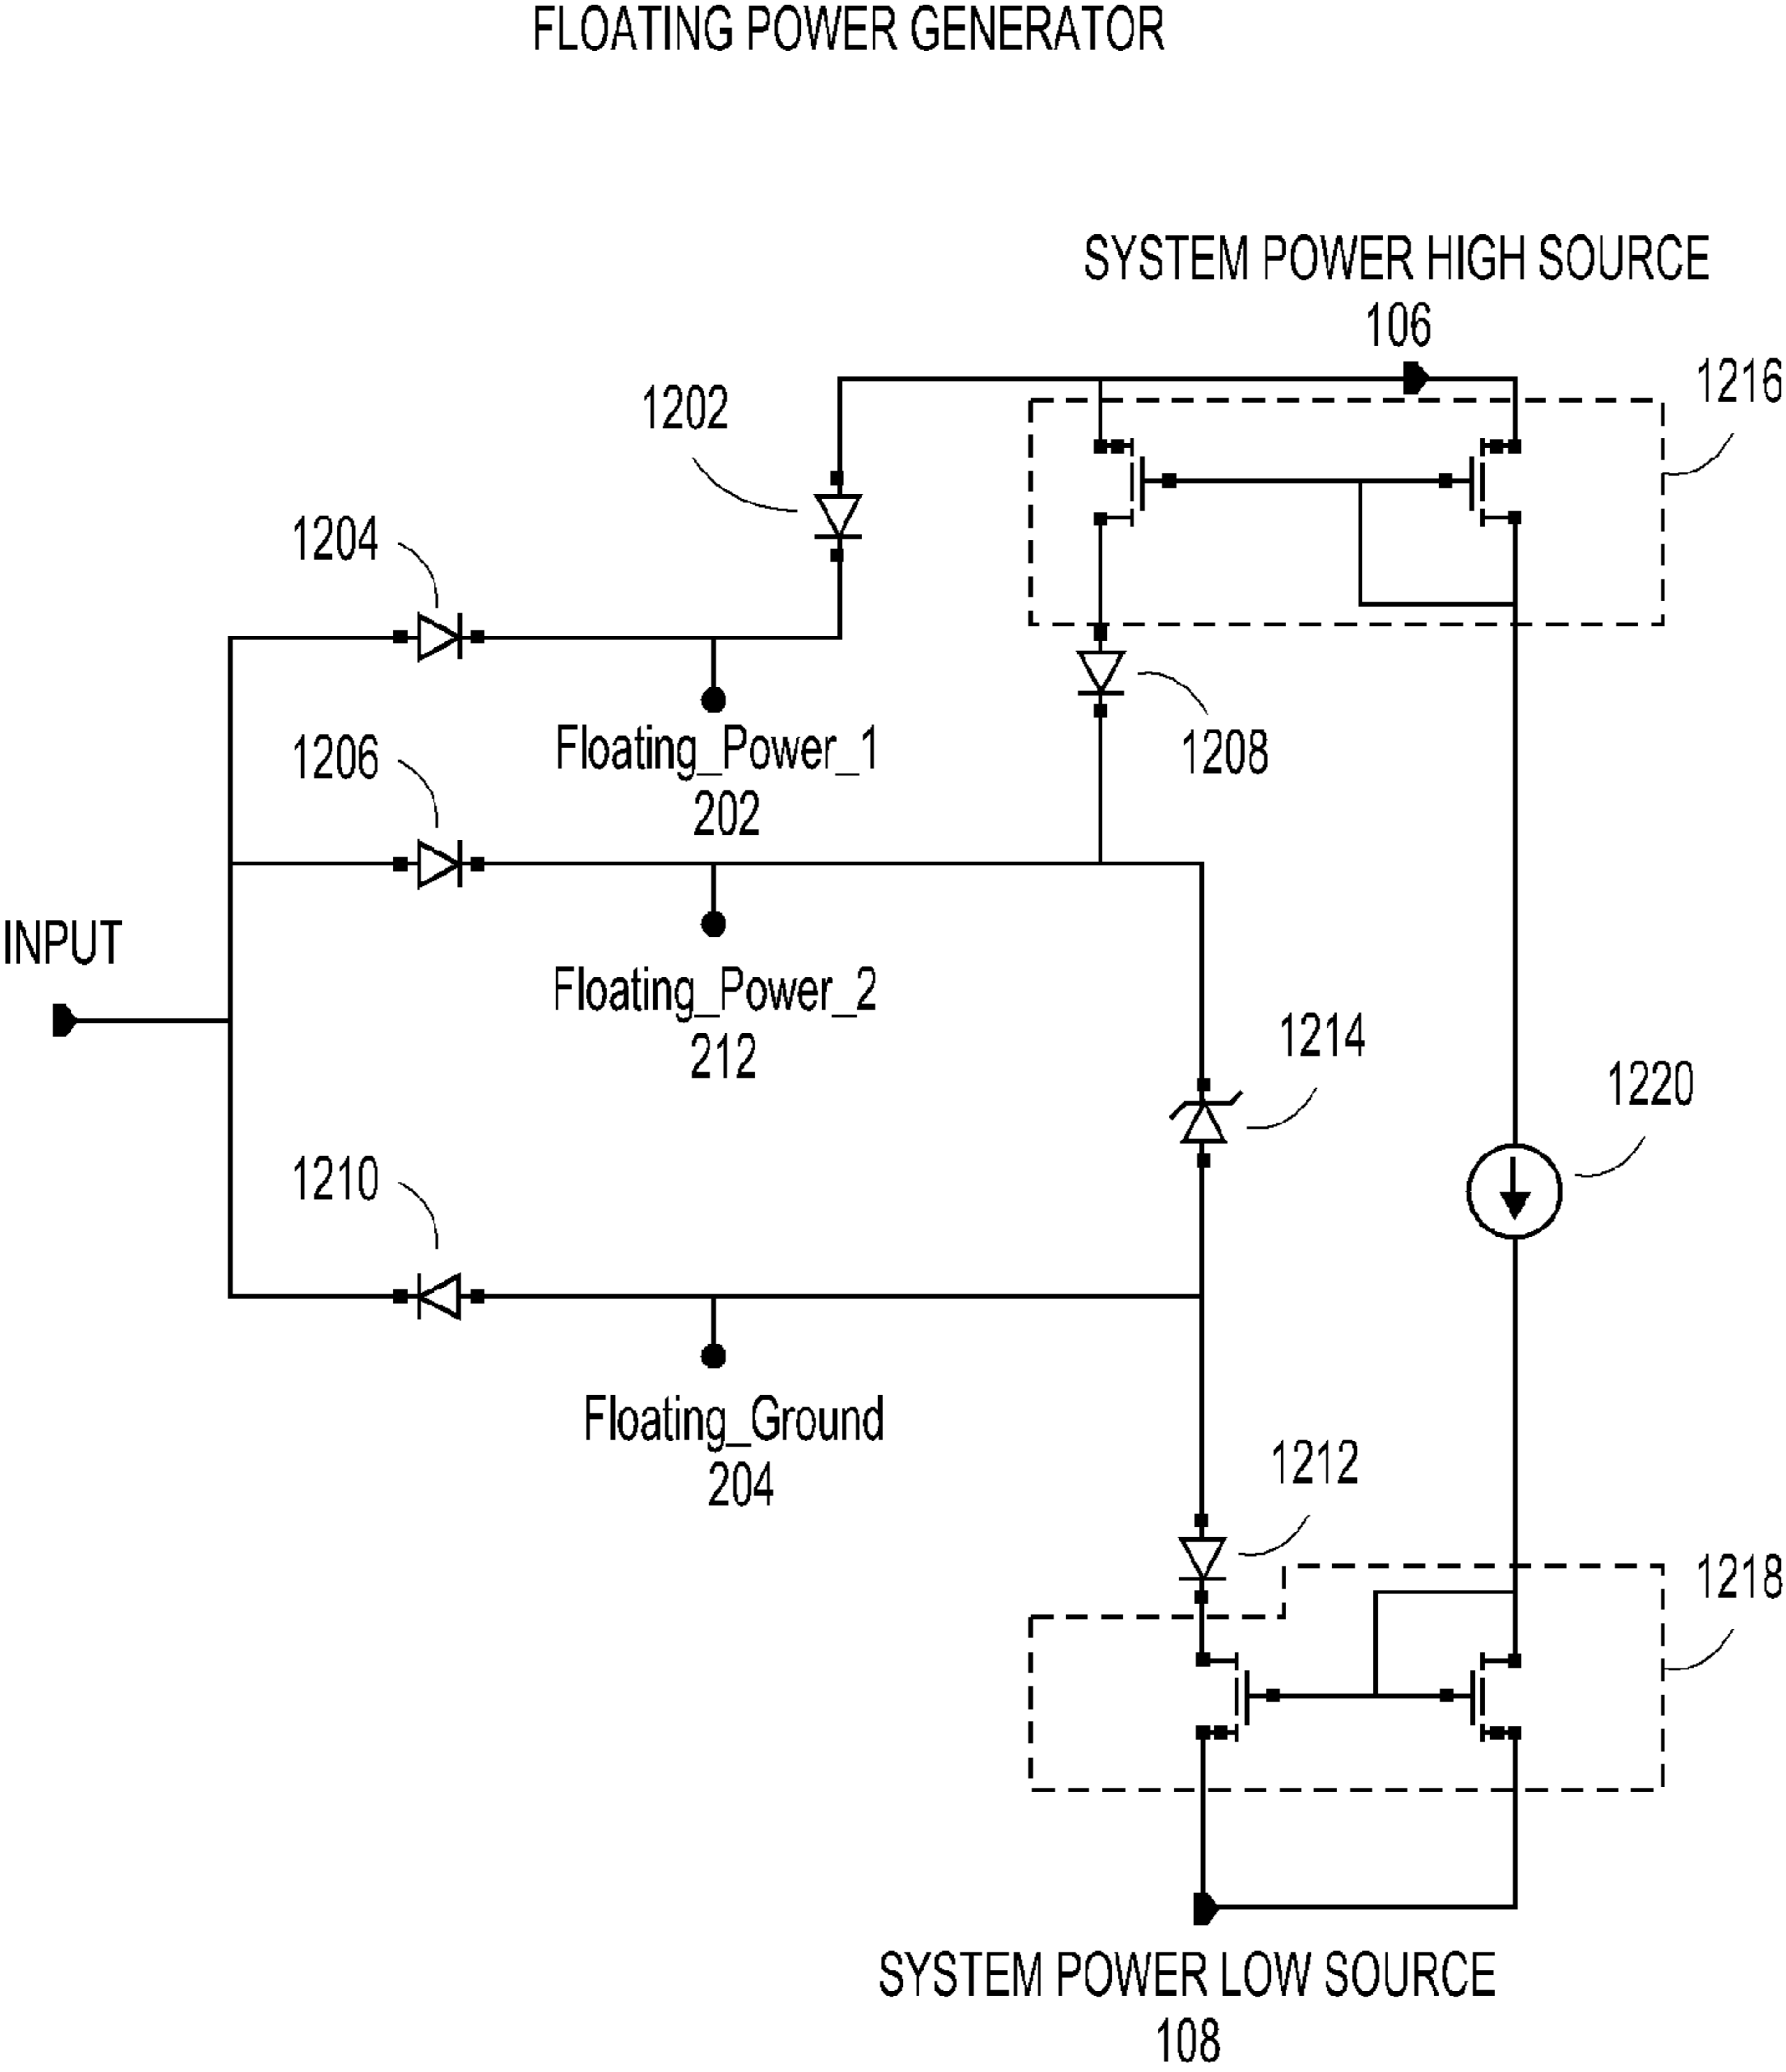 FLOATING POWER GENERATOR
SYSTEM POWER HIGH SOURCE
106
1216
1202
1204
1206
Floating_Power_1
202
1208
INPUT
Floating_Power_2
212
1214
1220
1210
Floating_Ground
204
1212
1218
SYSTEM POWER LOW SOURCE
108